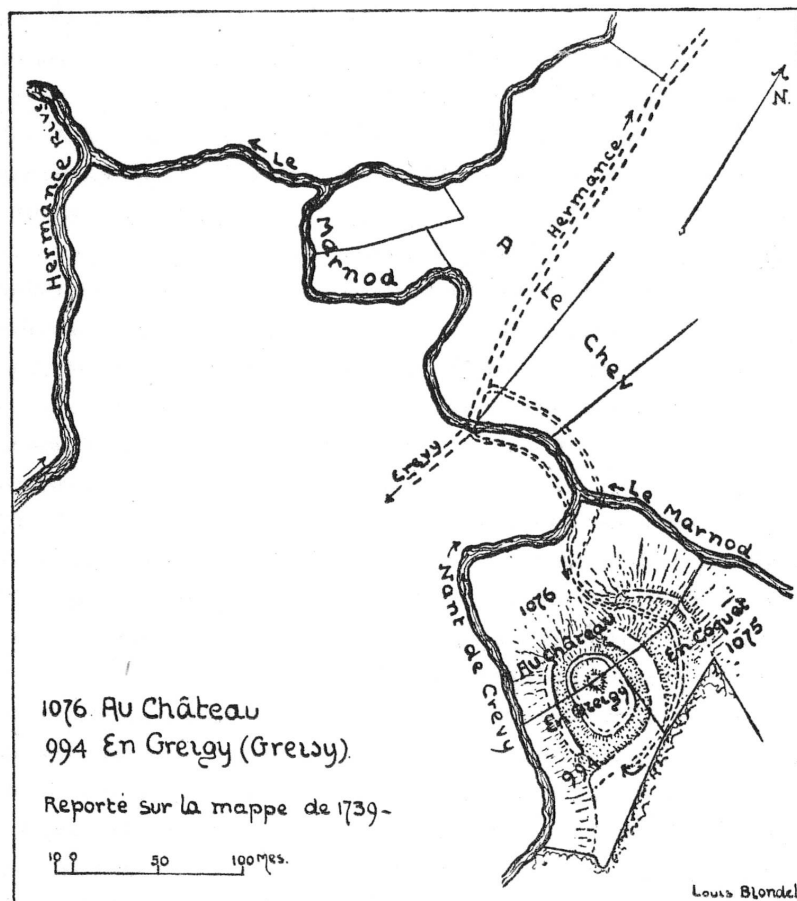 N.
Hermance Riv.
← Le
Marnod
Hermance
A
Le
Chev
Crevy
← Le Marnod
Nant de Crevy
1076
Au Château
En Coquet
1075
En Greigy
994
1076. Au Château
994 En Greigy (Greisy).
Reporté sur la mappe de 1739-
10 0 50 100 Mes.
Louis Blondel